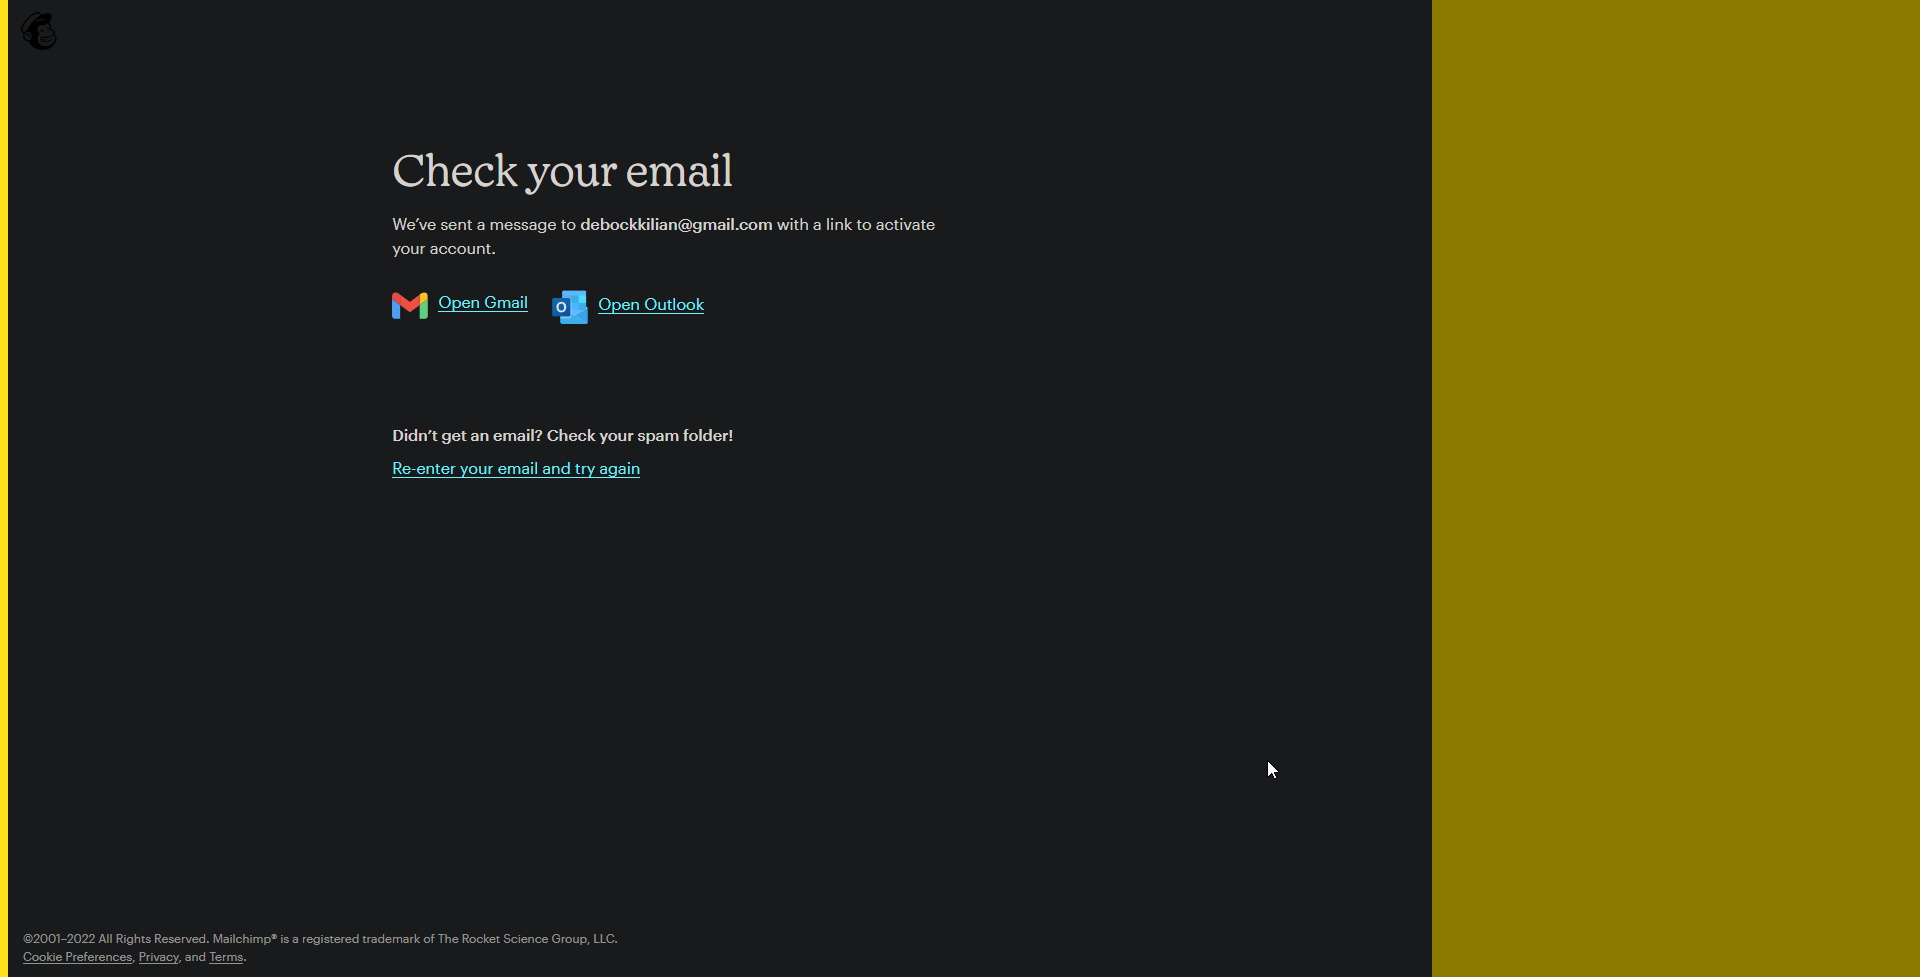 Check your email
We’ve sent a message to debockkilian@gmail.com with a link to activate
your account.
Open Gmail
Open Outlook
Didn’t get an email? Check your spam folder!
Re-enter your email and try again
©2001–2022 All Rights Reserved. Mailchimp® is a registered trademark of The Rocket Science Group, LLC.
Cookie Preferences, Privacy, and Terms.